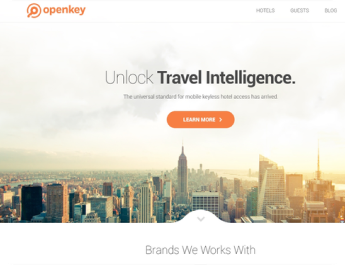 openkey
HOTELS GUESTS BLOG
Unlock Travel Intelligence.
The universal standard for mobile keyless hotel access has arrived.
LEARN MORE
Brands We Works With